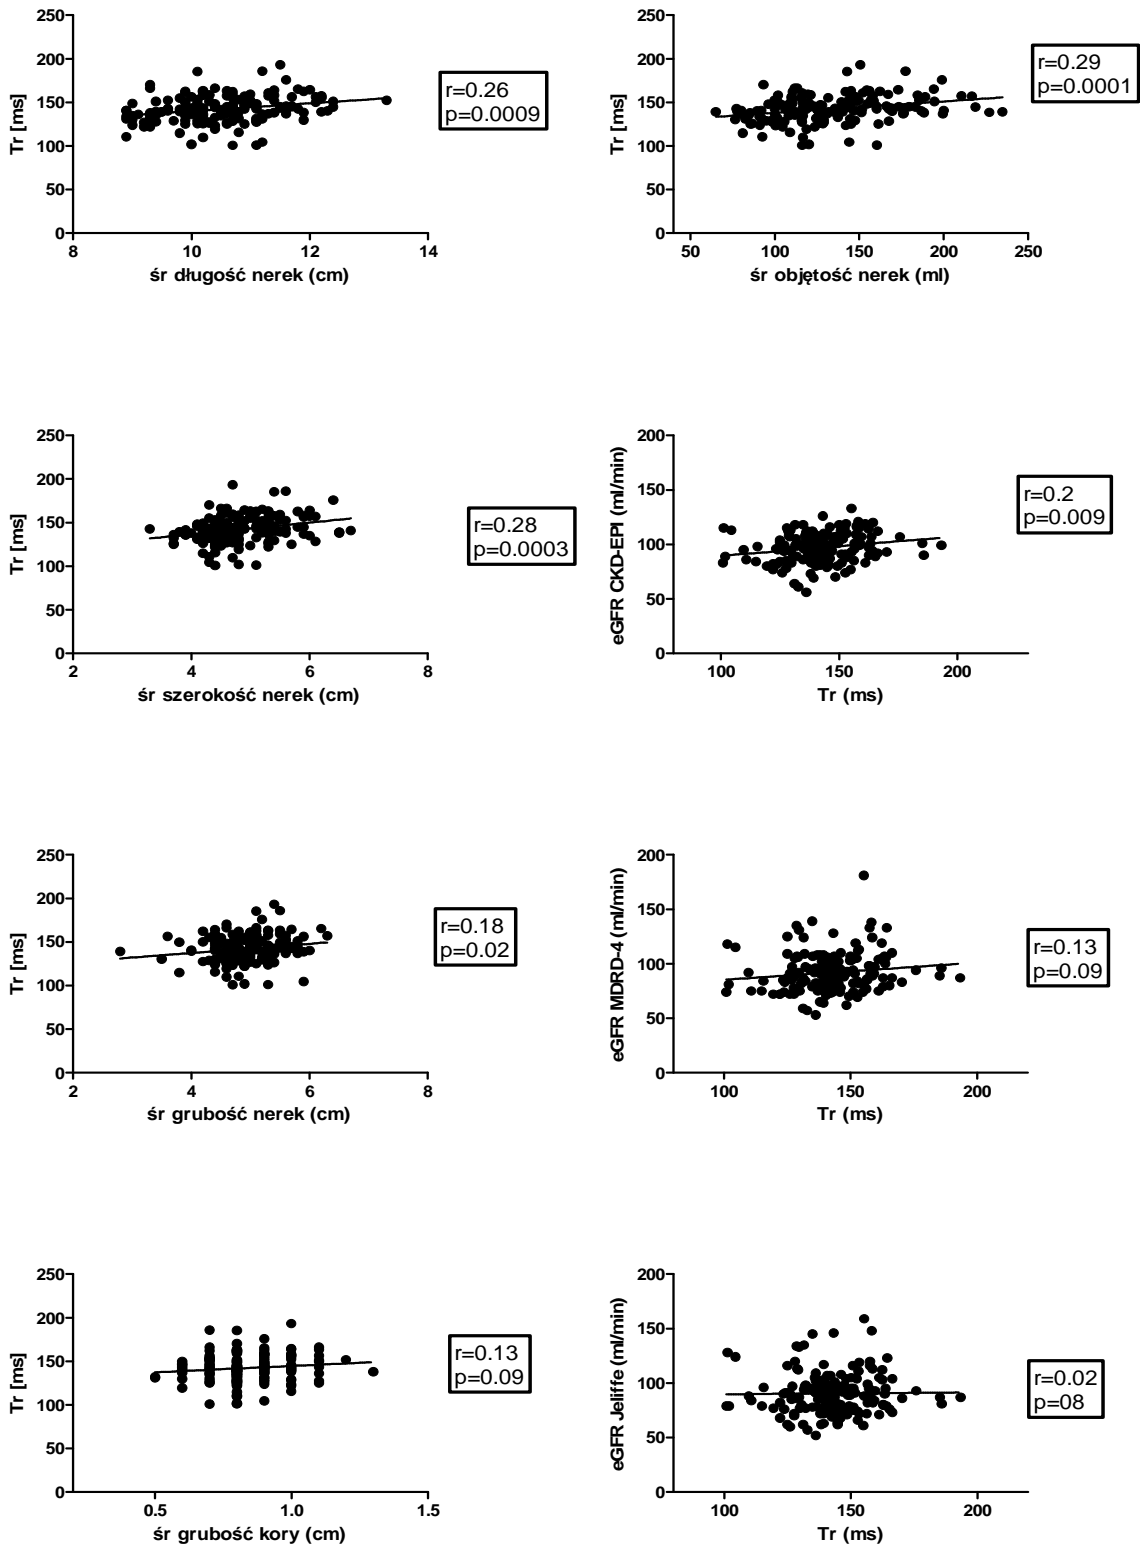 250
200
150
100
50
0
Tr [ms]
8
10
12
14
śr długość nerek (cm)
r=0.26
p=0.0009
250
200
150
100
50
0
Tr [ms]
50
100
150
200
250
śr objętość nerek (ml)
r=0.29
p=0.0001
250
200
150
100
50
0
Tr [ms]
2
4
6
8
śr szerokość nerek (cm)
r=0.28
p=0.0003
200
150
100
50
0
eGFR CKD-EPI (ml/min)
100
150
200
Tr (ms)
r=0.2
p=0.009
250
200
150
100
50
0
Tr [ms]
2
4
6
8
śr grubość nerek (cm)
r=0.18
p=0.02
200
150
100
50
0
eGFR MDRD-4 (ml/min)
100
150
200
Tr (ms)
r=0.13
p=0.09
250
200
150
100
50
0
Tr [ms]
0.5
1.0
1.5
śr grubość kory (cm)
r=0.13
p=0.09
200
150
100
50
0
eGFR Jeliffe (ml/min)
100
150
200
Tr (ms)
r=0.02
p=08